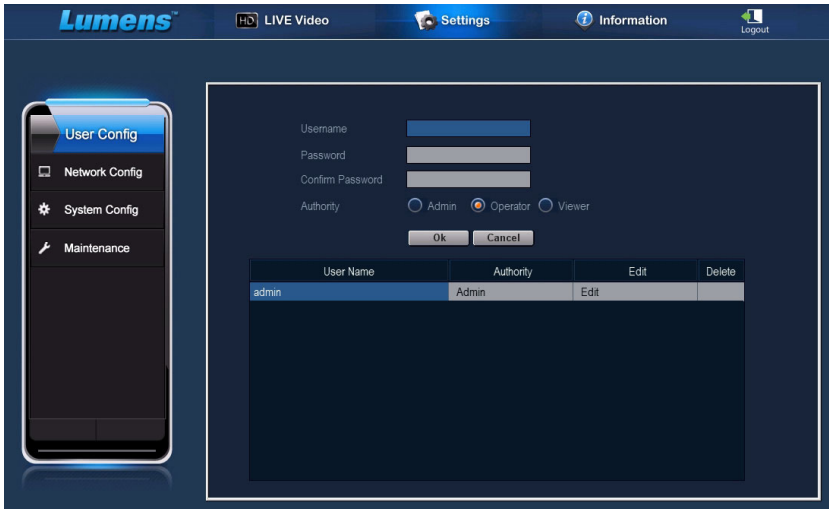 Lumens™ HD LIVE Video Settings Information Logout
User Config
Network Config
System Config
Maintenance
Username
Password
Confirm Password
Authority Admin Operator Viewer
Ok Cancel
User Name Authority Edit Delete
admin Admin Edit